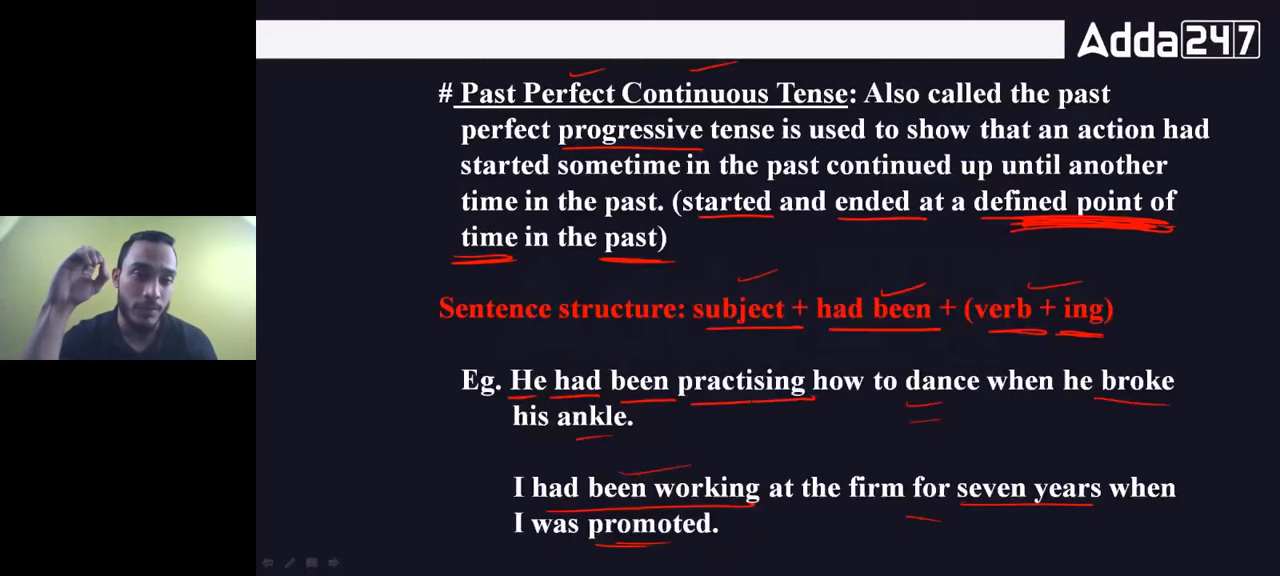 Adda247
# Past Perfect Continuous Tense: Also called the past
perfect progressive tense is used to show that an action had
started sometime in the past continued up until another
time in the past. (started and ended at a defined point of
time in the past)
Sentence structure: subject + had been + (verb + ing)
Eg. He had been practising how to dance when he broke
his ankle.
I had been working at the firm for seven years when
I was promoted.